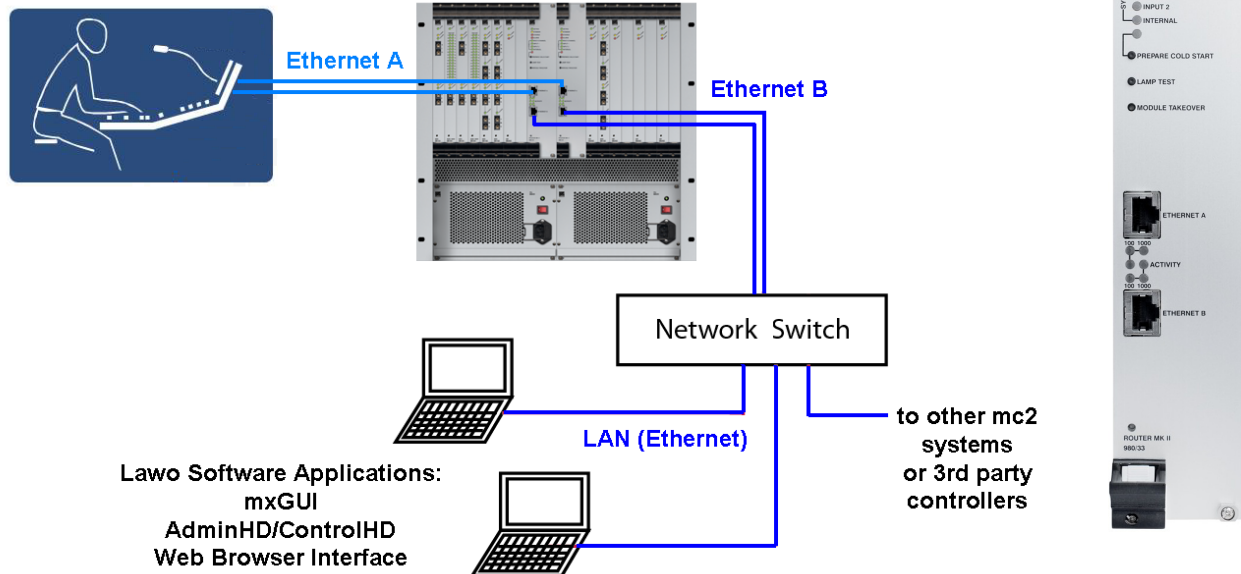 Ethernet A
Ethernet B
Network Switch
LAN (Ethernet)
to other mc2
systems
or 3rd party
controllers
Lawo Software Applications:
mxGUI
AdminHD/ControlHD
Web Browser Interface
SY
INPUT 2
INTERNAL
PREPARE COLD START
LAMP TEST
MODULE TAKEOVER
ETHERNET A
100 1000
ACTIVITY
100 1000
ETHERNET B
ROUTER MK II
980/33